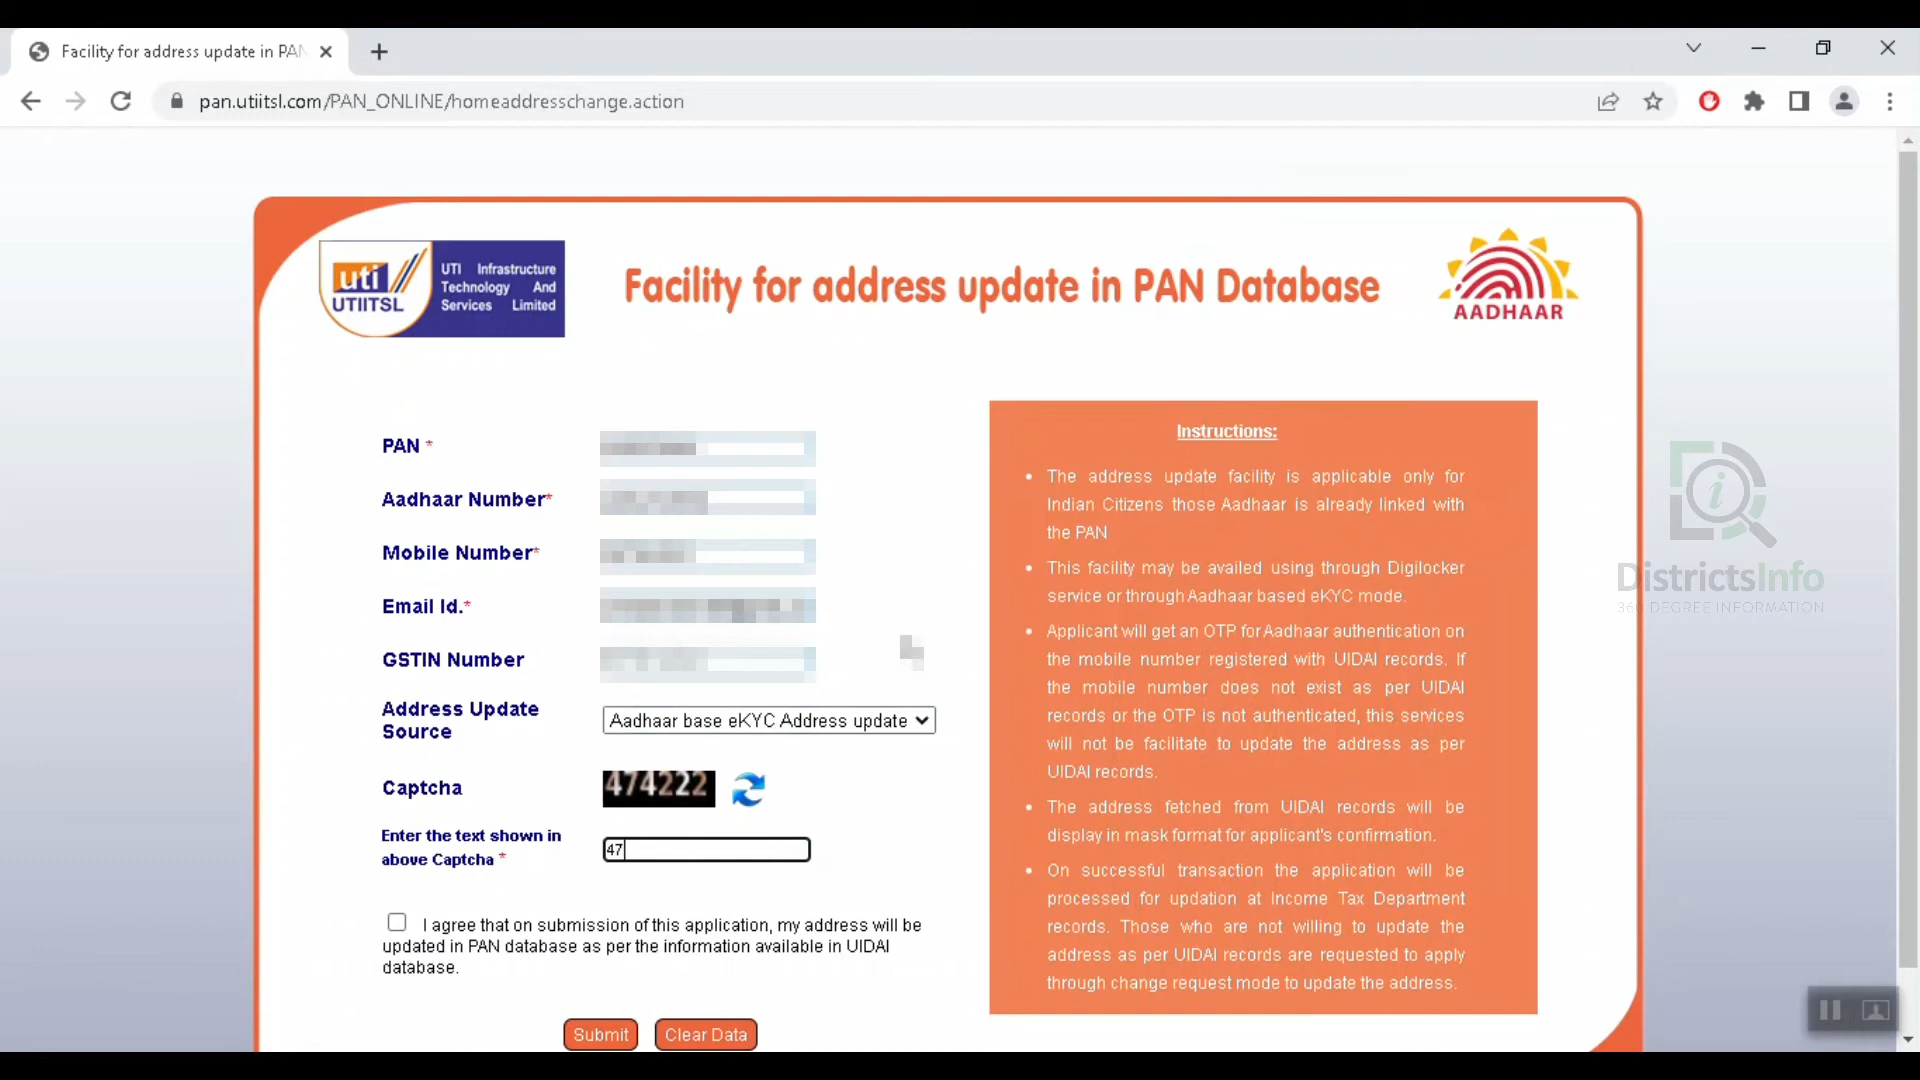 Facility for address update in PAN
pan.utiitsl.com/PAN_ONLINE/homeaddresschange.action
uti
UTIITSL
UTI Infrastructure
Technology And
Services Limited
Facility for address update in PAN Database
AADHAAR
PAN *
Aadhaar Number*
Mobile Number*
Email Id.*
GSTIN Number
Address Update
Source
Aadhaar base eKYC Address update
Captcha
474222
Enter the text shown in
above Captcha *
47
I agree that on submission of this application, my address will be
updated in PAN database as per the information available in UIDAI
database.
Submit
Clear Data
Instructions:
• The address update facility is applicable only for
Indian Citizens those Aadhaar is already linked with
the PAN
• This facility may be availed using through Digilocker
service or through Aadhaar based eKYC mode.
• Applicant will get an OTP for Aadhaar authentication on
the mobile number registered with UIDAI records. If
the mobile number does not exist as per UIDAI
records or the OTP is not authenticated, this services
will not be facilitate to update the address as per
UIDAI records.
• The address fetched from UIDAI records will be
display in mask format for applicant's confirmation.
• On successful transaction the application will be
processed for updation at Income Tax Department
records. Those who are not willing to update the
address as per UIDAI records are requested to apply
through change request mode to update the address.
DistrictsInfo
360 DEGREE INFORMATION